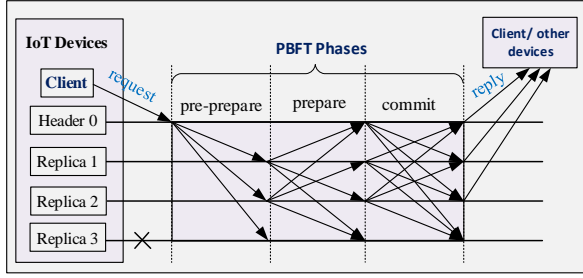 IoT Devices
Client
Header 0
Replica 1
Replica 2
Replica 3
request
PBFT Phases
pre-prepare
prepare
commit
reply
Client/ other
devices